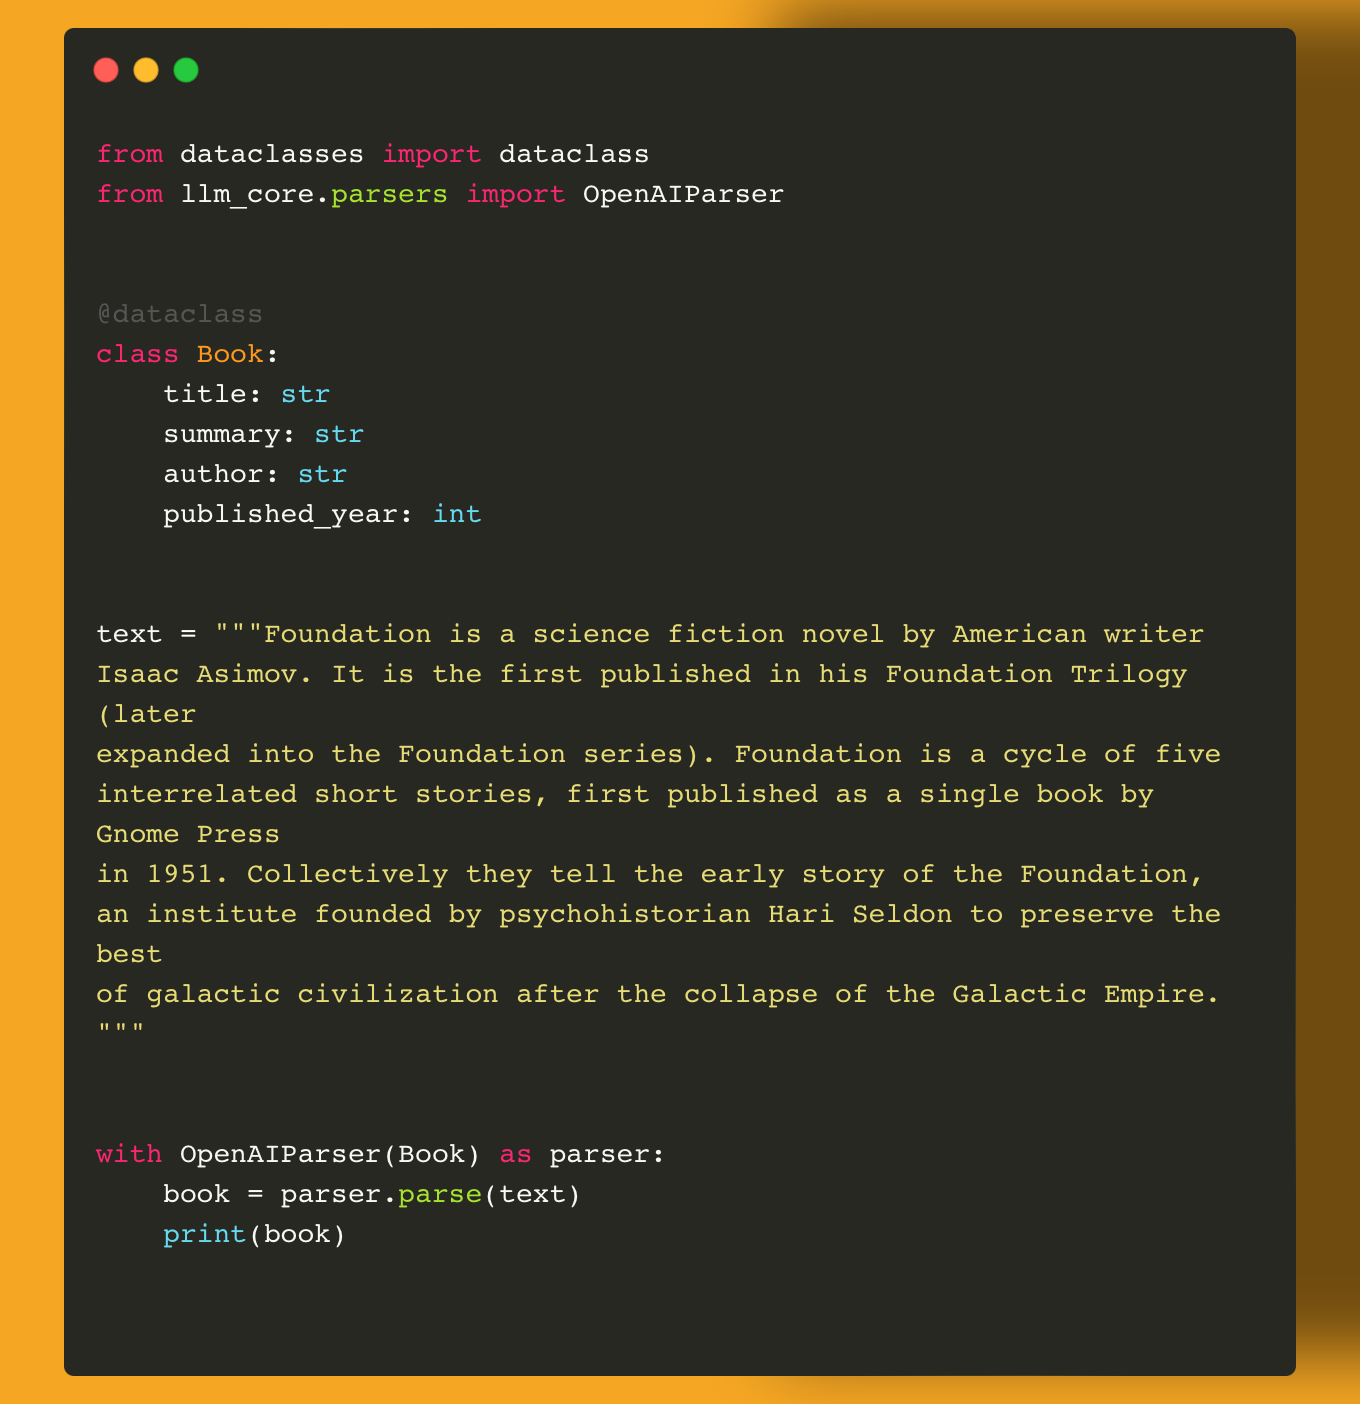 from dataclasses import dataclass
from llm_core.parsers import OpenAIParser
@dataclass
class Book:
    title: str
    summary: str
    author: str
    published_year: int
text = """Foundation is a science fiction novel by American writer
Isaac Asimov. It is the first published in his Foundation Trilogy
(later
expanded into the Foundation series). Foundation is a cycle of five
interrelated short stories, first published as a single book by
Gnome Press
in 1951. Collectively they tell the early story of the Foundation,
an institute founded by psychohistorian Hari Seldon to preserve the
best
of galactic civilization after the collapse of the Galactic Empire.
"""
with OpenAIParser(Book) as parser:
    book = parser.parse(text)
    print(book)